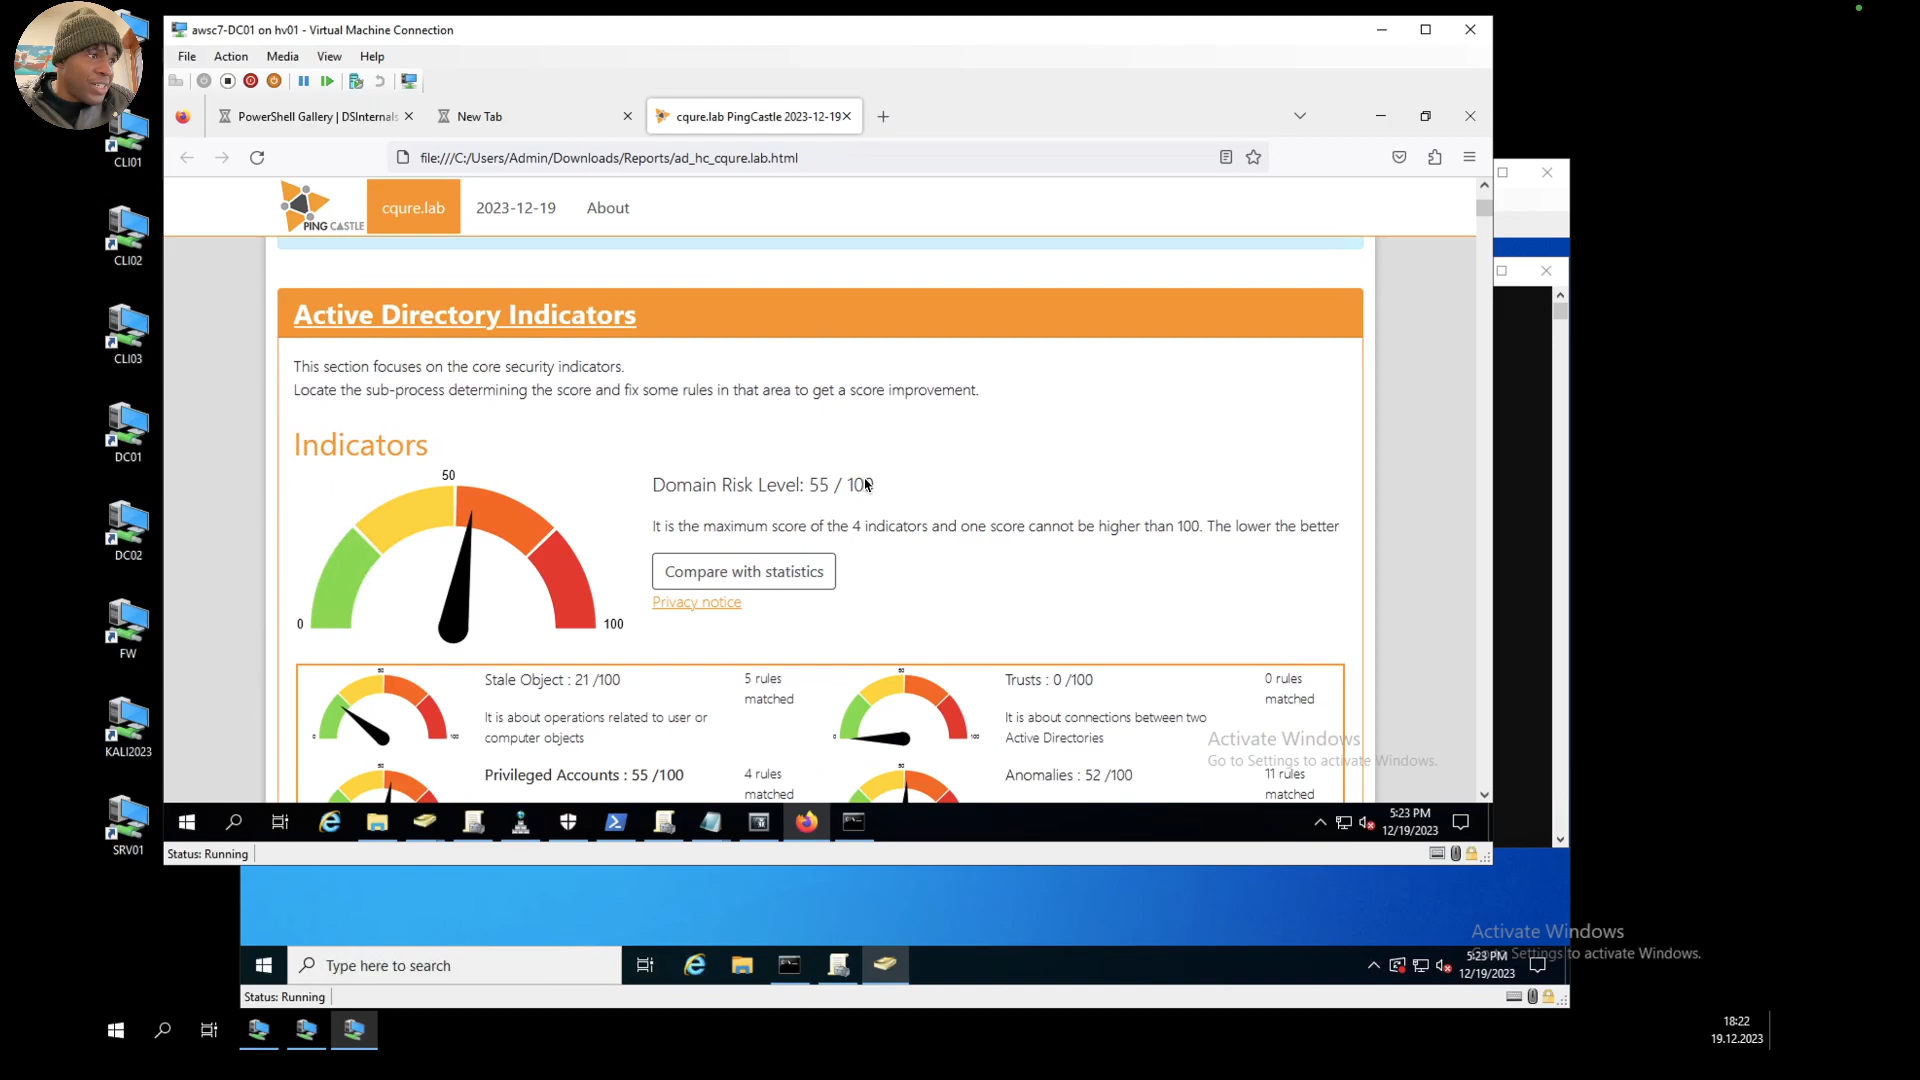 awsc7-DC01 on hv01 - Virtual Machine Connection
File Action Media View Help
PowerShell Gallery | DSInternals
New Tab
cqure.lab PingCastle 2023-12-19
file:///C:/Users/Admin/Downloads/Reports/ad_hc_cqure.lab.html
PING CASTLE
cqure.lab
2023-12-19
About
Active Directory Indicators
This section focuses on the core security indicators.
Locate the sub-process determining the score and fix some rules in that area to get a score improvement.
Indicators
50
0
100
Domain Risk Level: 55 / 100
It is the maximum score of the 4 indicators and one score cannot be higher than 100. The lower the better
Compare with statistics
Privacy notice
50
0
100
Stale Object : 21 /100
5 rules
matched
It is about operations related to user or
computer objects
50
0
100
Trusts : 0 /100
0 rules
matched
It is about connections between two
Active Directories
50
Privileged Accounts : 55 /100
4 rules
matched
50
Anomalies : 52 /100
11 rules
matched
Activate Windows
Go to Settings to activate Windows.
5:23 PM
12/19/2023
Status: Running
CLI01
CLI02
CLI03
DC01
DC02
FW
KALI2023
SRV01
Activate Windows
Go to Settings to activate Windows.
Type here to search
5:23 PM
12/19/2023
Status: Running
18:22
19.12.2023